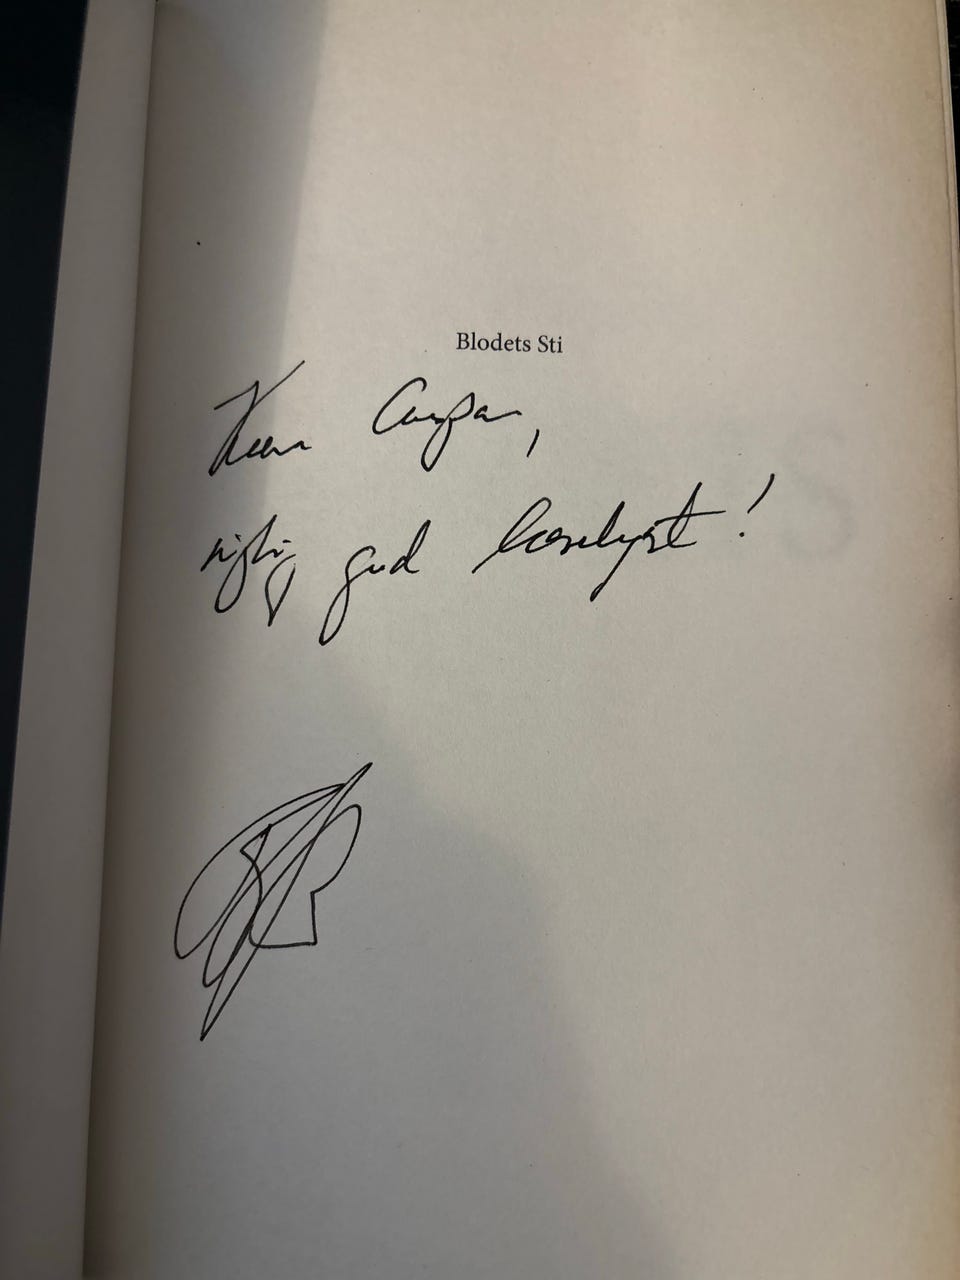 Blodets Sti
Kære
rigtig god læselyst!